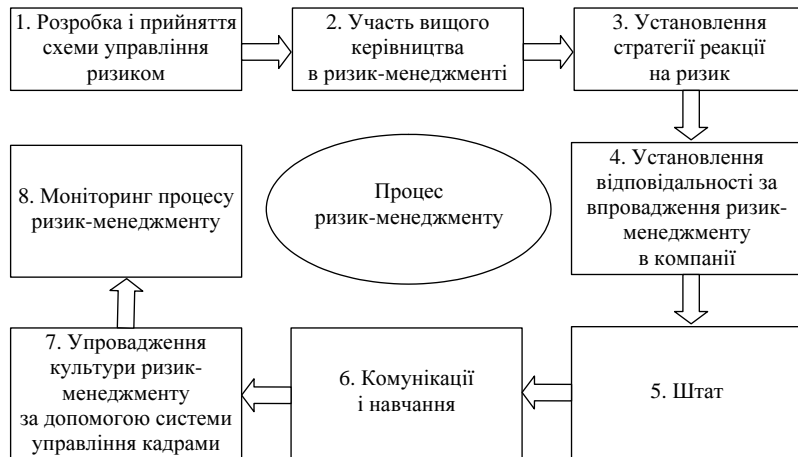 1. Розробка і прийняття
схеми управління
ризиком
2. Участь вищого
керівництва
в ризик-менеджменті
3. Установлення
стратегії реакції
на ризик
8. Моніторинг процесу
ризик-менеджменту
Процес
ризик-менеджменту
4. Установлення
відповідальності за
впровадження ризик-
менеджменту
в компанії
7. Упровадження
культури ризик-
менеджменту
за допомогою системи
управління кадрами
6. Комунікації
і навчання
5. Штат